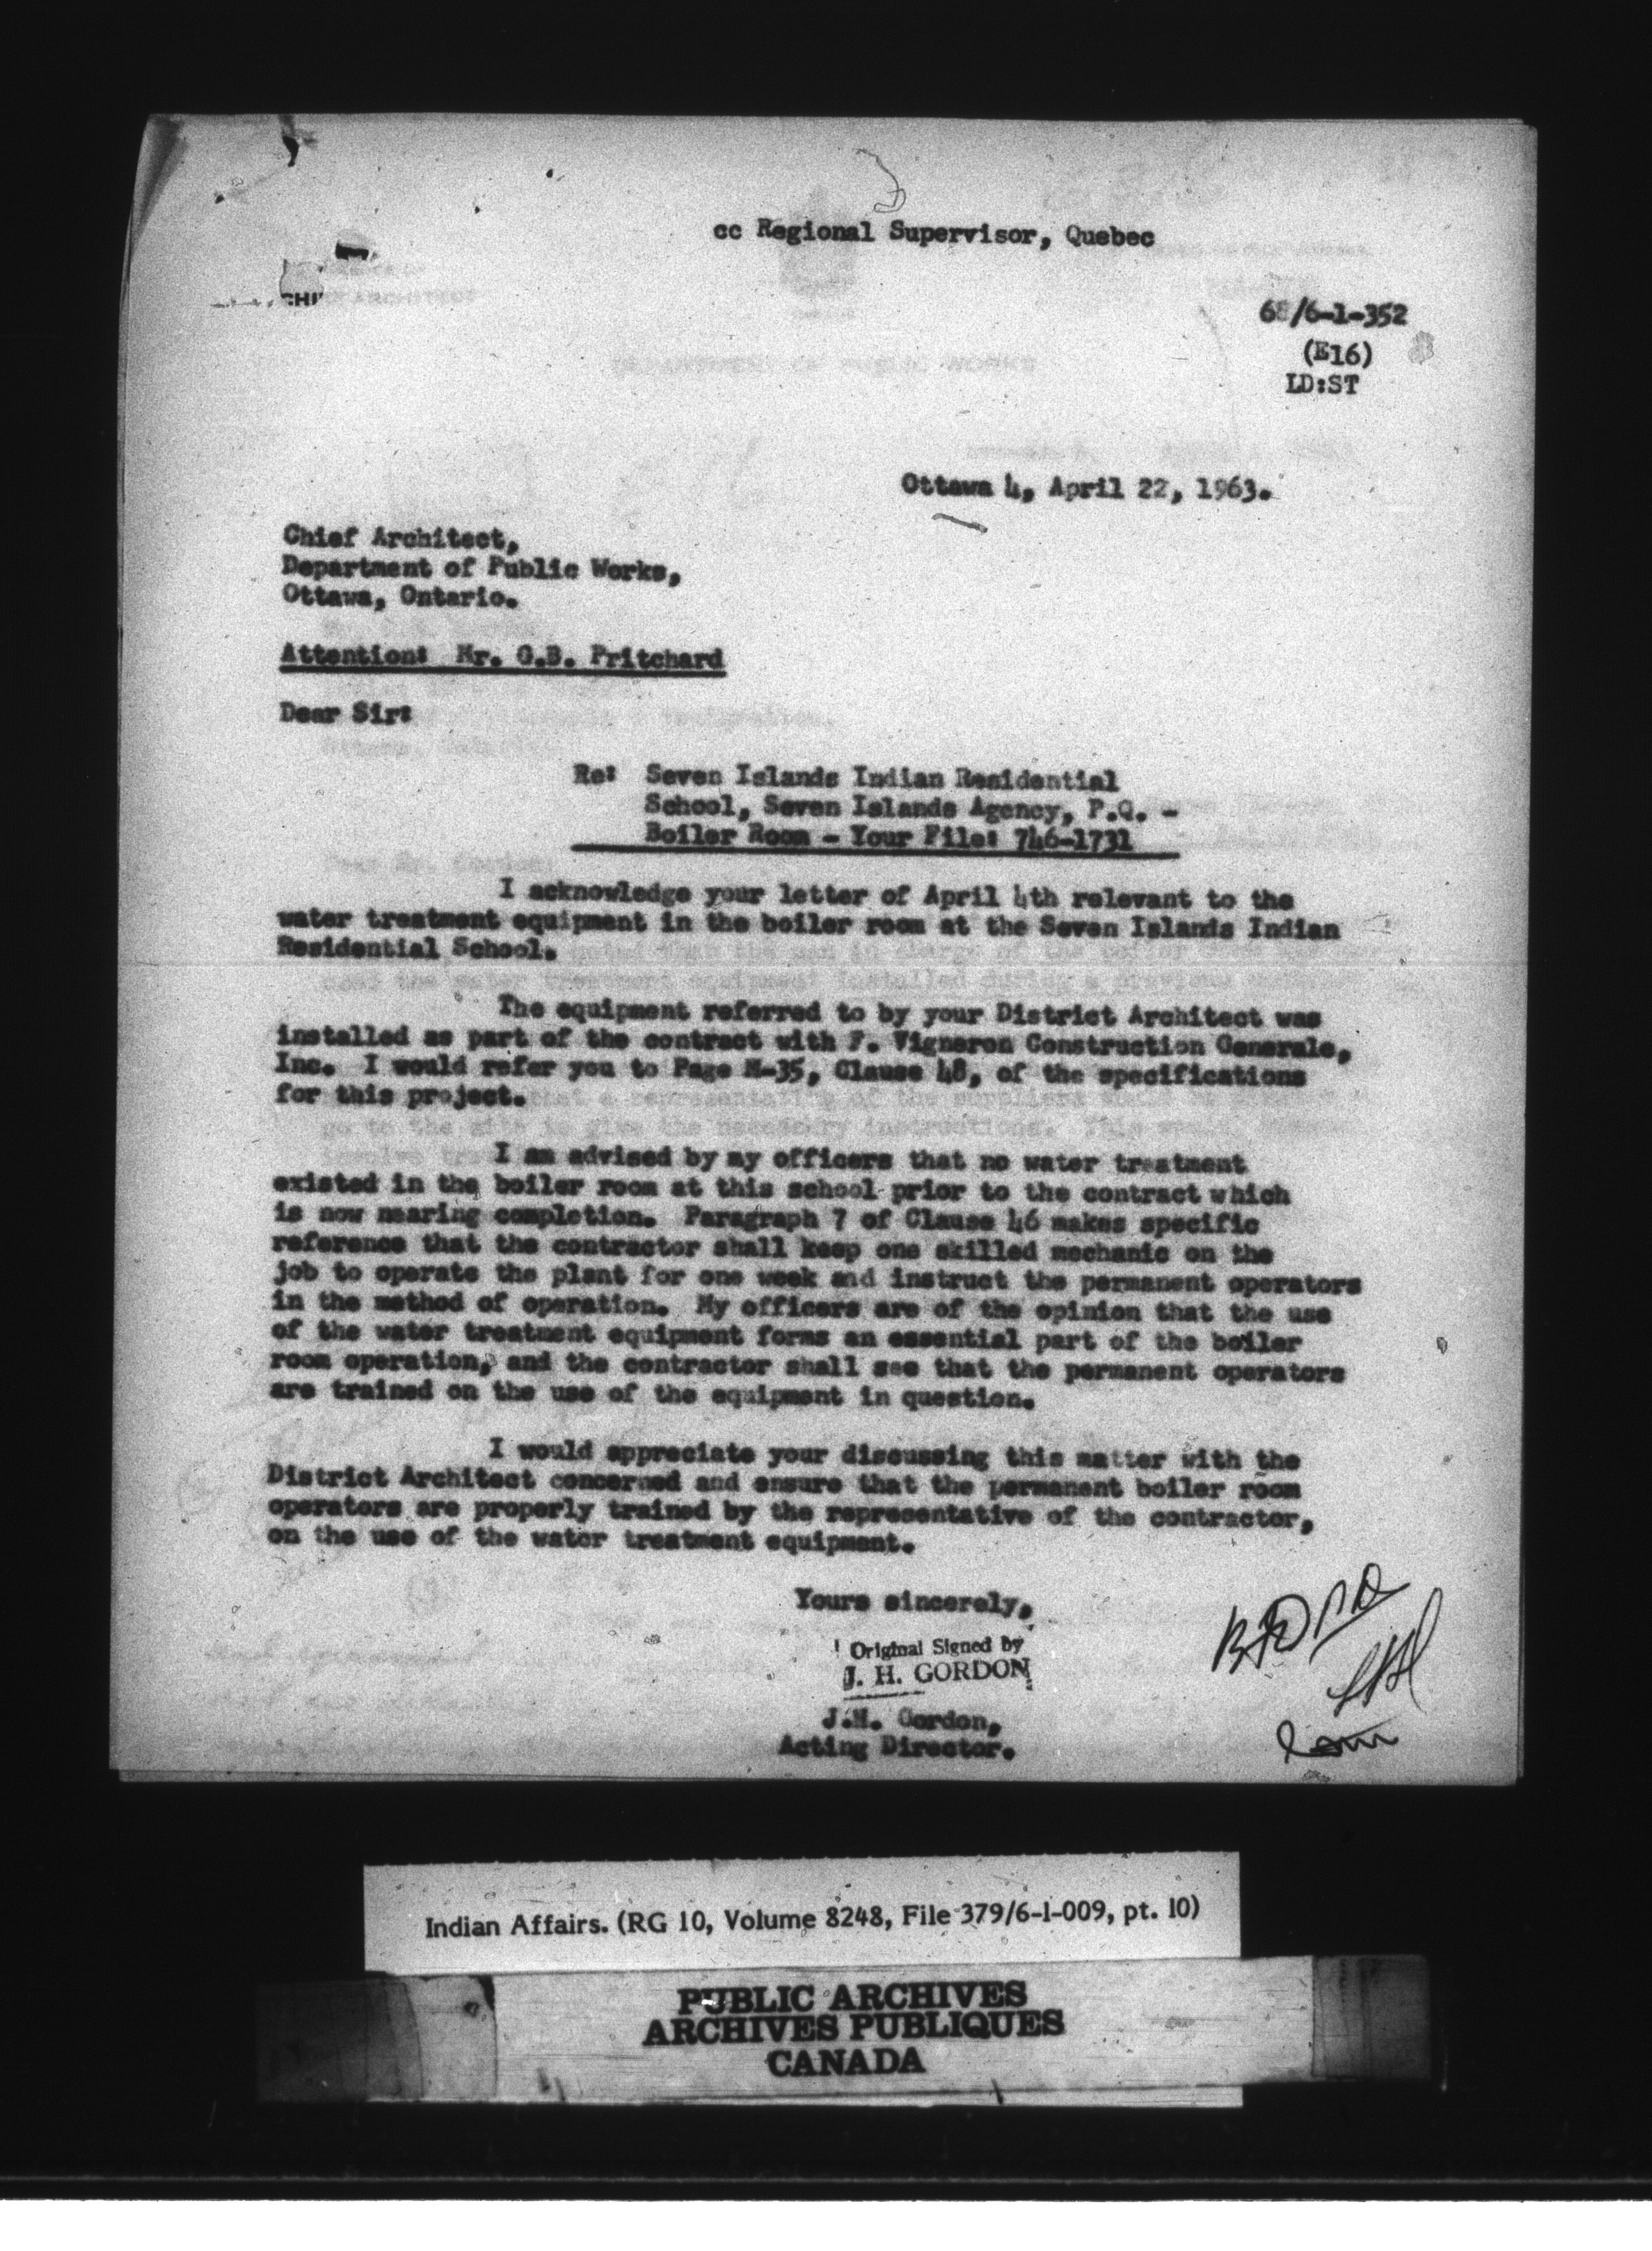 cc Regional Supervisor, Quebec
68/6-1-352
(E16)
LD:ST
Ottawa 4, April 22, 1963.
Chief Architect,
Department of Public Works,
Ottawa, Ontario.
Attention: Mr. G.B. Pritchard
Dear Sir:
Re: Seven Islands Indian Residential
School, Seven Islands Agency, P.Q. -
Boiler Room - Your File: 746-1731
I acknowledge your letter of April 4th relevant to the
water treatment equipment in the boiler room at the Seven Islands Indian
Residential School.
The equipment referred to by your District Architect was
installed as part of the contract with F. Vigneron Construction Generale,
Inc. I would refer you to Page M-35, Clause 48, of the specifications
for this project.
I am advised by my officers that no water treatment
existed in the boiler room at this school prior to the contract which
is now nearing completion. Paragraph 7 of Clause 46 makes specific
reference that the contractor shall keep one skilled mechanic on the
job to operate the plant for one week and instruct the permanent operators
in the method of operation. My officers are of the opinion that the use
of the water treatment equipment forms an essential part of the boiler
room operation, and the contractor shall see that the permanent operators
are trained on the use of the equipment in question.
I would appreciate your discussing this matter with the
District Architect concerned and ensure that the permanent boiler room
operators are properly trained by the representative of the contractor,
on the use of the water treatment equipment.
Yours sincerely,
Original Signed by
J. H. GORDON
J.H. Gordon,
Acting Director.
Indian Affairs. (RG 10, Volume 8248, File 379/6-1-009, pt. 10)
PUBLIC ARCHIVES
ARCHIVES PUBLIQUES
CANADA